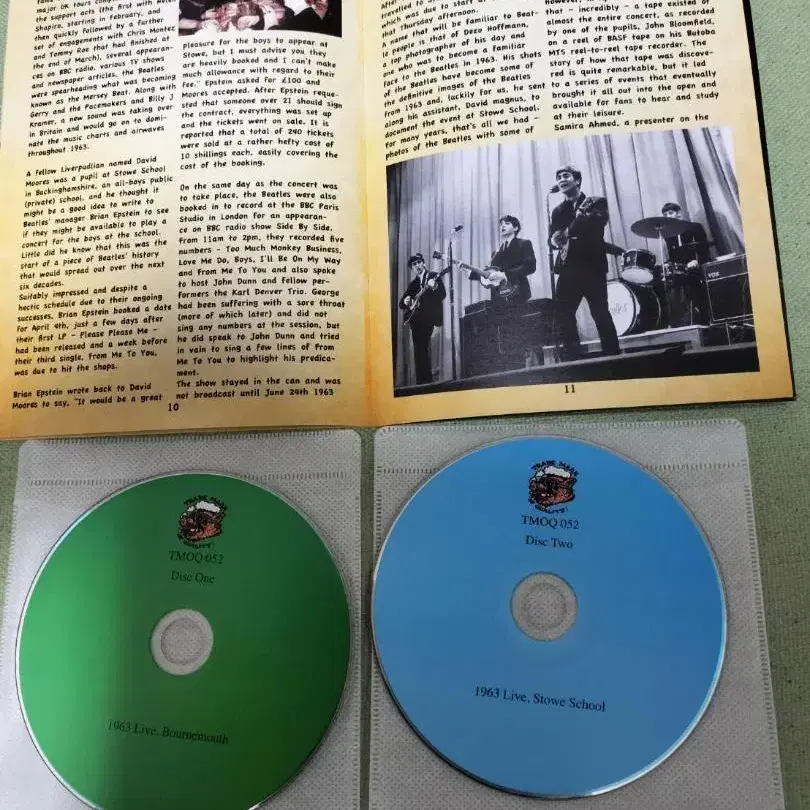 major UK tours
the support acts (the first with Helen
Shapiro, starting in February, and
then quickly followed by a further
set of engagements with Chris Montez
and Tommy Roe that had finished at
the end of March), several appearan-
ces on BBC radio, various TV shows
and newspaper articles, the Beatles
were spearheading what was becoming
known as the Mersey Beat. Along with
Gerry and the Pacemakers and Billy J
Kramer, a new sound was taking over
in Britain and would go on to domi-
nate the music charts and airwaves
throughout 1963.
A fellow Liverpudlian named David
Moores was a pupil at Stowe School
in Buckinghamshire, an all-boys public
(private) school, and he thought it
might be a good idea to write to
Beatles' manager Brian Epstein to see
if they might be available to play a
concert for the boys of the school.
Little did he know that this was the
start of a piece of Beatles' history
that would spread out over the next
six decades.
Suitably impressed and despite a
hectic schedule due to their ongoing
successes, Brian Epstein booked a date
for April 4th, just a few days after
their first LP - Please Please Me -
had been released and a week before
their third single, From Me To You,
was due to hit the shops.
Brian Epstein wrote back to David
Moores to say, "It would be a great
pleasure for the boys to appear at
Stowe, but I must advise you they
are heavily booked and I can't make
much allowance with regard to their
fee." Epstein asked for £100 and
Moores accepted. After Epstein reque-
sted that someone over 21 should sign
the contract, everything was set up
and the tickets went on sale. It is
reported that a total of 240 tickets
were sold at a rather hefty cost of
10 shillings each, easily covering the
cost of the booking.
On the same day as the concert was
to take place, the Beatles were also
booked in to record at the BBC Paris
Studio in London for an appearan-
ce on BBC radio show Side By Side.
From 11am to 2pm, they recorded five
numbers - Too Much Monkey Business,
Love Me Do, Boys, I'll Be On My Way
and From Me To You and also spoke
to host John Dunn and fellow per-
formers the Karl Denver Trio. George
had been suffering with a sore throat
(more of which later) and did not
sing any numbers at the session, but
he did speak to John Dunn and tried
in vain to sing a few lines of From
Me To You to highlight his predica-
ment.
The show stayed in the can and was
not broadcast until June 24th 1963
10
which was due to start at
that Thursday afternoon.
A name that will be familiar to Beat-
le people is that of Dezo Hoffmann,
a top photographer of his day and
one who was to become a familiar
face to the Beatles in 1963. His shots
of the Beatles have become some of
the definitive images of the Beatles
from 1963 and, luckily for us, he sent
along his assistant, David Magnus, to
document the event at Stowe School.
For many years, that's all we had -
photos of the Beatles with some of
that - incredibly - a tape existed of
almost the entire concert, as recorded
by one of the pupils, John Bloomfield,
on a reel of BASF tape on his Butoba
MT5 reel-to-reel tape recorder. The
story of how that tape was discove-
red is quite remarkable, but it led
to a series of events that eventually
brought it all out into the open and
available for fans to hear and study
at their leisure.
Samira Ahmed, a presenter on the
VOX
11
TRADE MARK
OF QUALITY!
TMOQ 052
Disc One
1963 Live, Bournemouth
TRADE MARK
OF QUALITY!
TMOQ 052
Disc Two
1963 Live, Stowe School